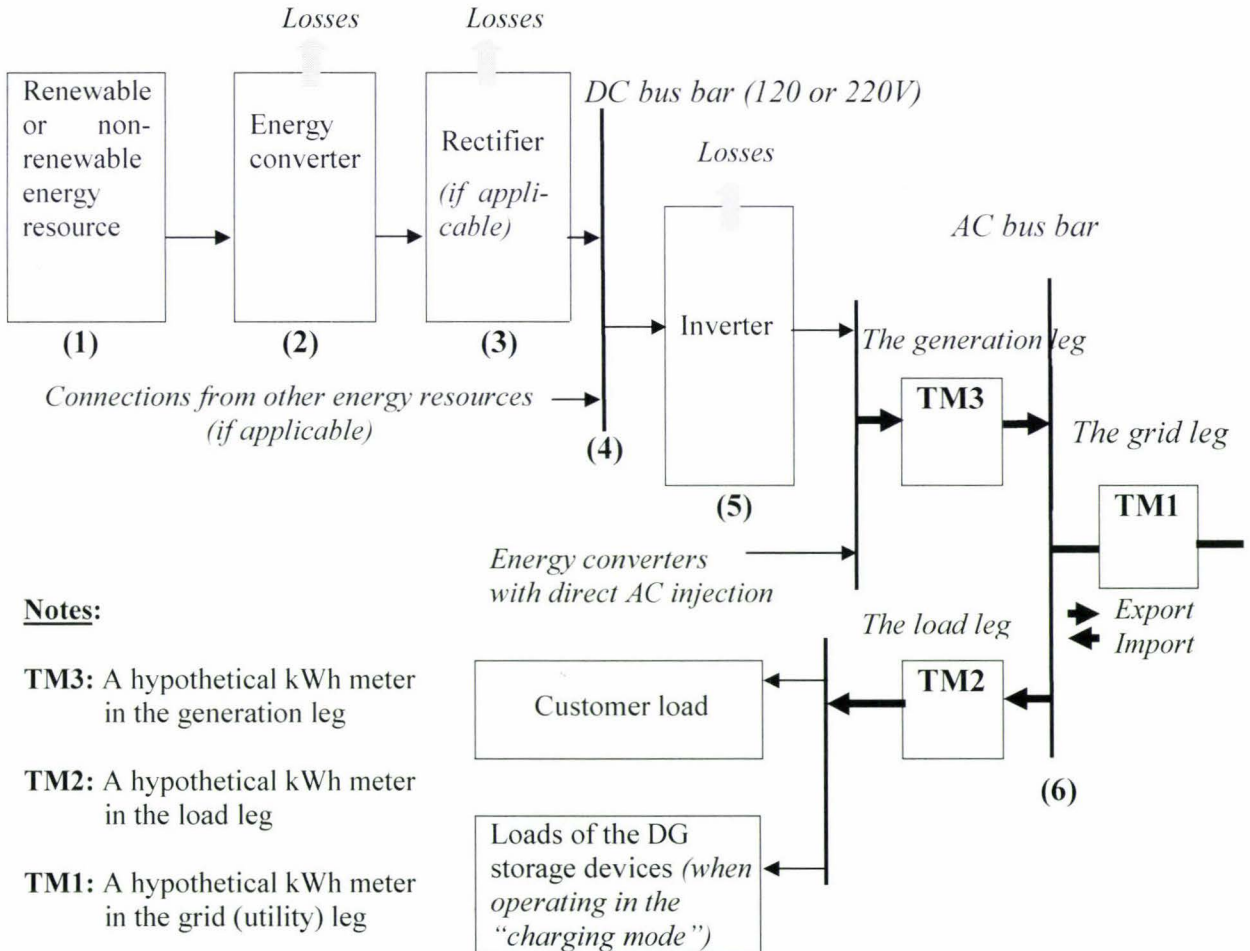 Losses
Losses
Renewable
or non-
renewable
energy
resource
(1)
Energy
converter
(2)
Rectifier
(if appli-
cable)
(3)
DC bus bar (120 or 220V)
Losses
Inverter
(5)
AC bus bar
The generation leg
TM3
The grid leg
TM1
Connections from other energy resources
(if applicable)
(4)
Energy converters
with direct AC injection
Export
Import
The load leg
TM2
(6)
Customer load
Loads of the DG
storage devices (when
operating in the
“charging mode”)
Notes:
TM3: A hypothetical kWh meter
in the generation leg
TM2: A hypothetical kWh meter
in the load leg
TM1: A hypothetical kWh meter
in the grid (utility) leg